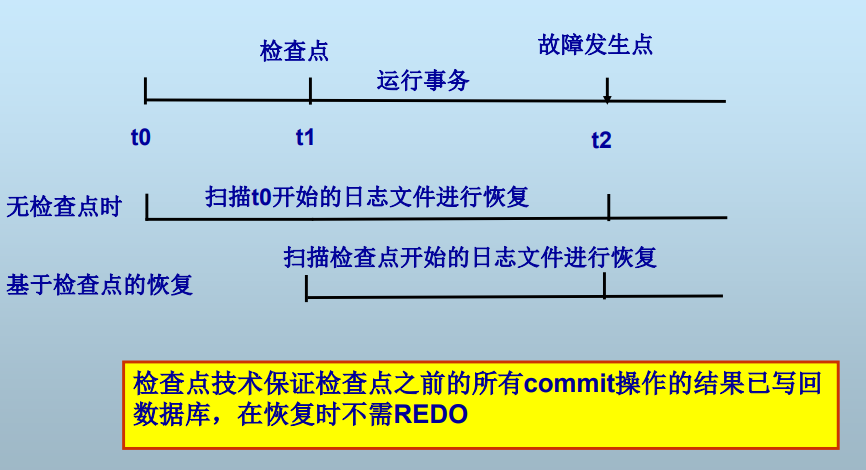 检查点
故障发生点
运行事务
t0
t1
t2
无检查点时
扫描t0开始的日志文件进行恢复
扫描检查点开始的日志文件进行恢复
基于检查点的恢复
检查点技术保证检查点之前的所有commit操作的结果已写回
数据库，在恢复时不需REDO